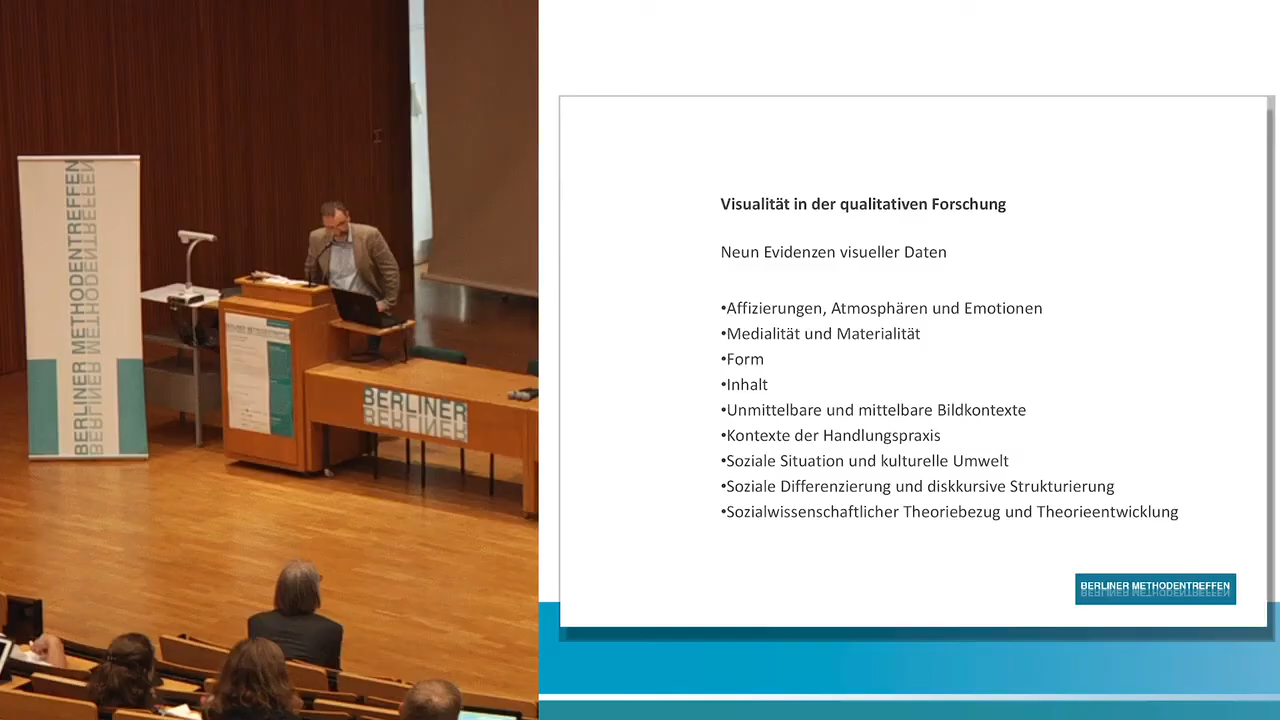 BERLINER METHODENTREFFEN
BERLINER METHODENTREFFEN
BERLINER
Visualität in der qualitativen Forschung
Neun Evidenzen visueller Daten
•Affizierungen, Atmosphären und Emotionen
•Medialität und Materialität
•Form
•Inhalt
•Unmittelbare und mittelbare Bildkontexte
•Kontexte der Handlungspraxis
•Soziale Situation und kulturelle Umwelt
•Soziale Differenzierung und diskkursive Strukturierung
•Sozialwissenschaftlicher Theoriebezug und Theorieentwicklung
BERLINER METHODENTREFFEN